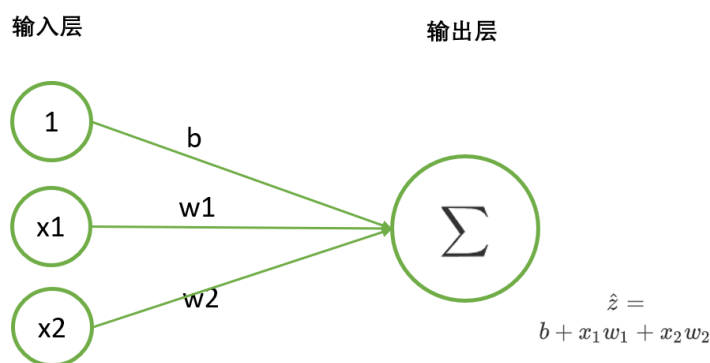 输入层
输出层
1
b
x1
w1
∑
x2
w2
ẑ =
b + x₁w₁ + x₂w₂